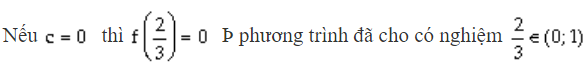 Nếu c = 0 thì f(2/3) = 0 Þ phương trình đã cho có nghiệm 2/3 ∈ (0; 1)